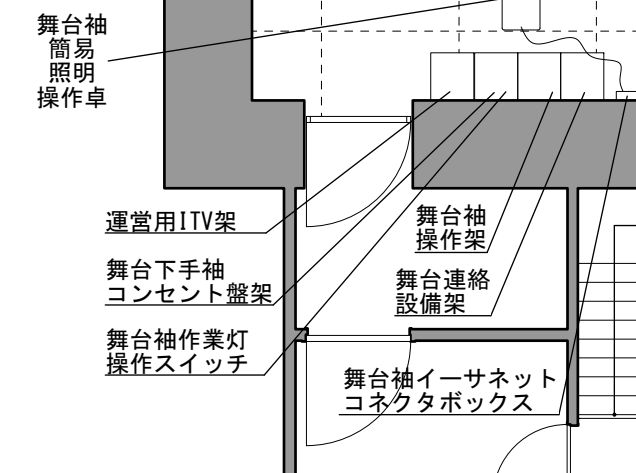 舞台袖
簡易
照明
操作卓
運営用ITV架
舞台下手袖
コンセント盤架
舞台袖作業灯
操作スイッチ
舞台袖
操作架
舞台連絡
設備架
舞台袖イーサネット
コネクタボックス